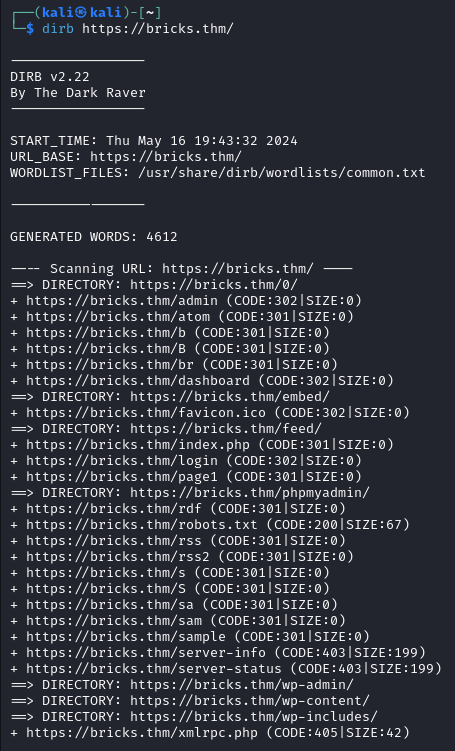 ┌──(kali㉿kali)-[~]
└─$ dirb https://bricks.thm/
-----------------
DIRB v2.22
By The Dark Raver
-----------------
START_TIME: Thu May 16 19:43:32 2024
URL_BASE: https://bricks.thm/
WORDLIST_FILES: /usr/share/dirb/wordlists/common.txt
-----------------
GENERATED WORDS: 4612
---- Scanning URL: https://bricks.thm/ ----
==> DIRECTORY: https://bricks.thm/0/
+ https://bricks.thm/admin (CODE:302|SIZE:0)
+ https://bricks.thm/atom (CODE:301|SIZE:0)
+ https://bricks.thm/b (CODE:301|SIZE:0)
+ https://bricks.thm/B (CODE:301|SIZE:0)
+ https://bricks.thm/br (CODE:301|SIZE:0)
+ https://bricks.thm/dashboard (CODE:302|SIZE:0)
==> DIRECTORY: https://bricks.thm/embed/
+ https://bricks.thm/favicon.ico (CODE:302|SIZE:0)
==> DIRECTORY: https://bricks.thm/feed/
+ https://bricks.thm/index.php (CODE:301|SIZE:0)
+ https://bricks.thm/login (CODE:302|SIZE:0)
+ https://bricks.thm/page1 (CODE:301|SIZE:0)
==> DIRECTORY: https://bricks.thm/phpmyadmin/
+ https://bricks.thm/rdf (CODE:301|SIZE:0)
+ https://bricks.thm/robots.txt (CODE:200|SIZE:67)
+ https://bricks.thm/rss (CODE:301|SIZE:0)
+ https://bricks.thm/rss2 (CODE:301|SIZE:0)
+ https://bricks.thm/s (CODE:301|SIZE:0)
+ https://bricks.thm/S (CODE:301|SIZE:0)
+ https://bricks.thm/sa (CODE:301|SIZE:0)
+ https://bricks.thm/sam (CODE:301|SIZE:0)
+ https://bricks.thm/sample (CODE:301|SIZE:0)
+ https://bricks.thm/server-info (CODE:403|SIZE:199)
+ https://bricks.thm/server-status (CODE:403|SIZE:199)
==> DIRECTORY: https://bricks.thm/wp-admin/
==> DIRECTORY: https://bricks.thm/wp-content/
==> DIRECTORY: https://bricks.thm/wp-includes/
+ https://bricks.thm/xmlrpc.php (CODE:405|SIZE:42)